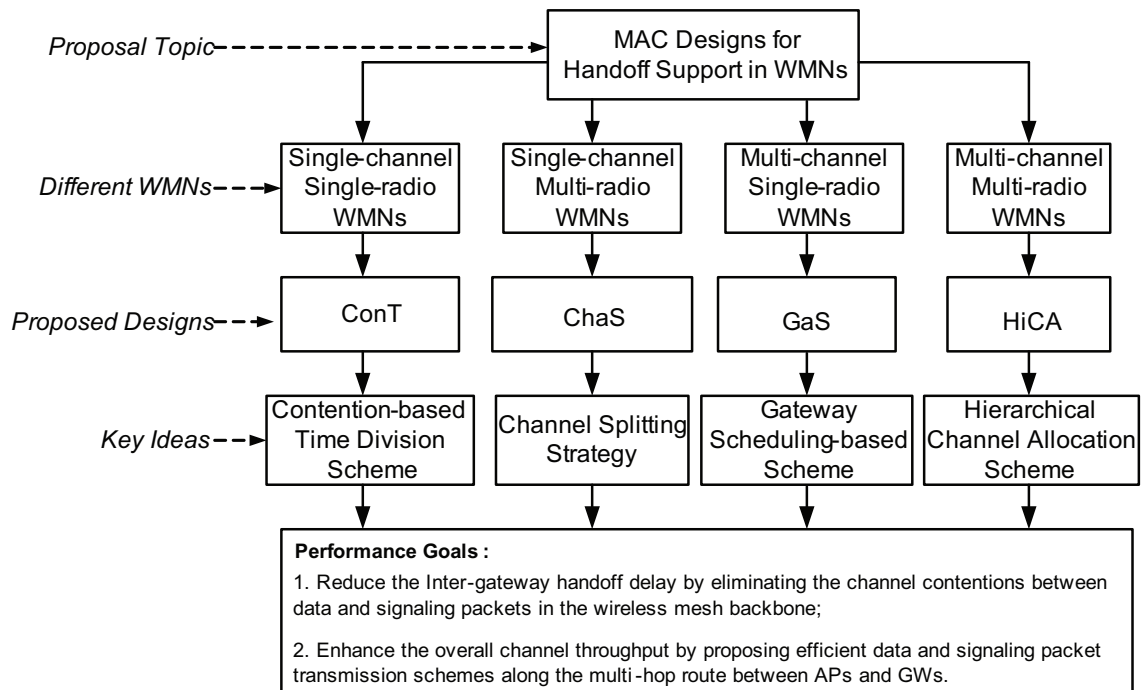 Proposal Topic
MAC Designs for
Handoff Support in WMNs
Different WMNs
Single-channel
Single-radio
WMNs
Single-channel
Multi-radio
WMNs
Multi-channel
Single-radio
WMNs
Multi-channel
Multi-radio
WMNs
Proposed Designs
ConT
ChaS
GaS
HiCA
Key Ideas
Contention-based
Time Division
Scheme
Channel Splitting
Strategy
Gateway
Scheduling-based
Scheme
Hierarchical
Channel Allocation
Scheme
Performance Goals :
1. Reduce the Inter-gateway handoff delay by eliminating the channel contentions between
data and signaling packets in the wireless mesh backbone;
2. Enhance the overall channel throughput by proposing efficient data and signaling packet
transmission schemes along the multi-hop route between APs and GWs.